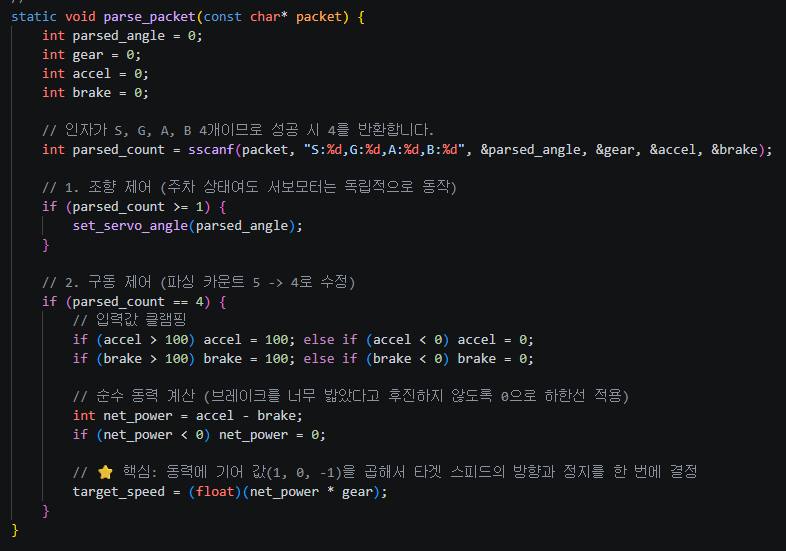 static void parse_packet(const char* packet) {
    int parsed_angle = 0;
    int gear = 0;
    int accel = 0;
    int brake = 0;

    // 인자가 S, G, A, B 4개이므로 성공 시 4를 반환합니다.
    int parsed_count = sscanf(packet, "S:%d,G:%d,A:%d,B:%d", &parsed_angle, &gear, &accel, &brake);

    // 1. 조향 제어 (주차 상태여도 서보모터는 독립적으로 동작)
    if (parsed_count >= 1) {
        set_servo_angle(parsed_angle);
    }

    // 2. 구동 제어 (파싱 카운트 5 -> 4로 수정)
    if (parsed_count == 4) {
        // 입력값 클램핑
        if (accel > 100) accel = 100; else if (accel < 0) accel = 0;
        if (brake > 100) brake = 100; else if (brake < 0) brake = 0;

        // 순수 동력 계산 (브레이크를 너무 밟았다고 후진하지 않도록 0으로 하한선 적용)
        int net_power = accel - brake;
        if (net_power < 0) net_power = 0;

        // ⭐ 핵심: 동력에 기어 값(1, 0, -1)을 곱해서 타겟 스피드의 방향과 정지를 한 번에 결정
        target_speed = (float)(net_power * gear);
    }
}